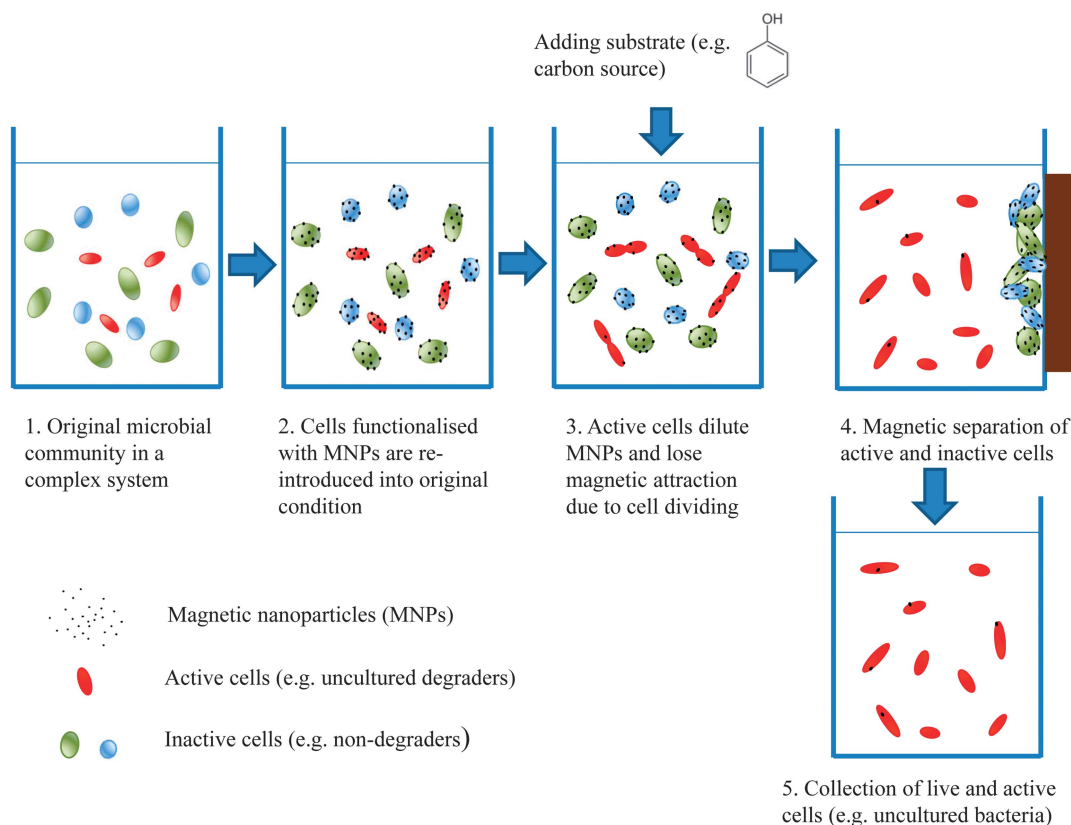 Adding substrate (e.g.
carbon source)
OH
1. Original microbial
community in a
complex system
2. Cells functionalised
with MNPs are re-
introduced into original
condition
3. Active cells dilute
MNPs and lose
magnetic attraction
due to cell dividing
4. Magnetic separation of
active and inactive cells
Magnetic nanoparticles (MNPs)
Active cells (e.g. uncultured degraders)
Inactive cells (e.g. non-degraders)
5. Collection of live and active
cells (e.g. uncultured bacteria)